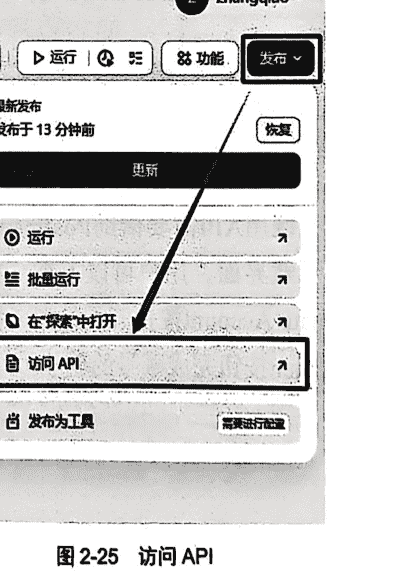 zhangqiao
运行
功能
发布
最新发布
发布于 13 分钟前
恢复
更新
运行
批量运行
在"探索"中打开
访问 API
发布为工具
需要进行配置
图 2-25 访问 API